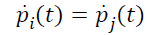 ṗᵢ(t) = ṗⱼ(t)